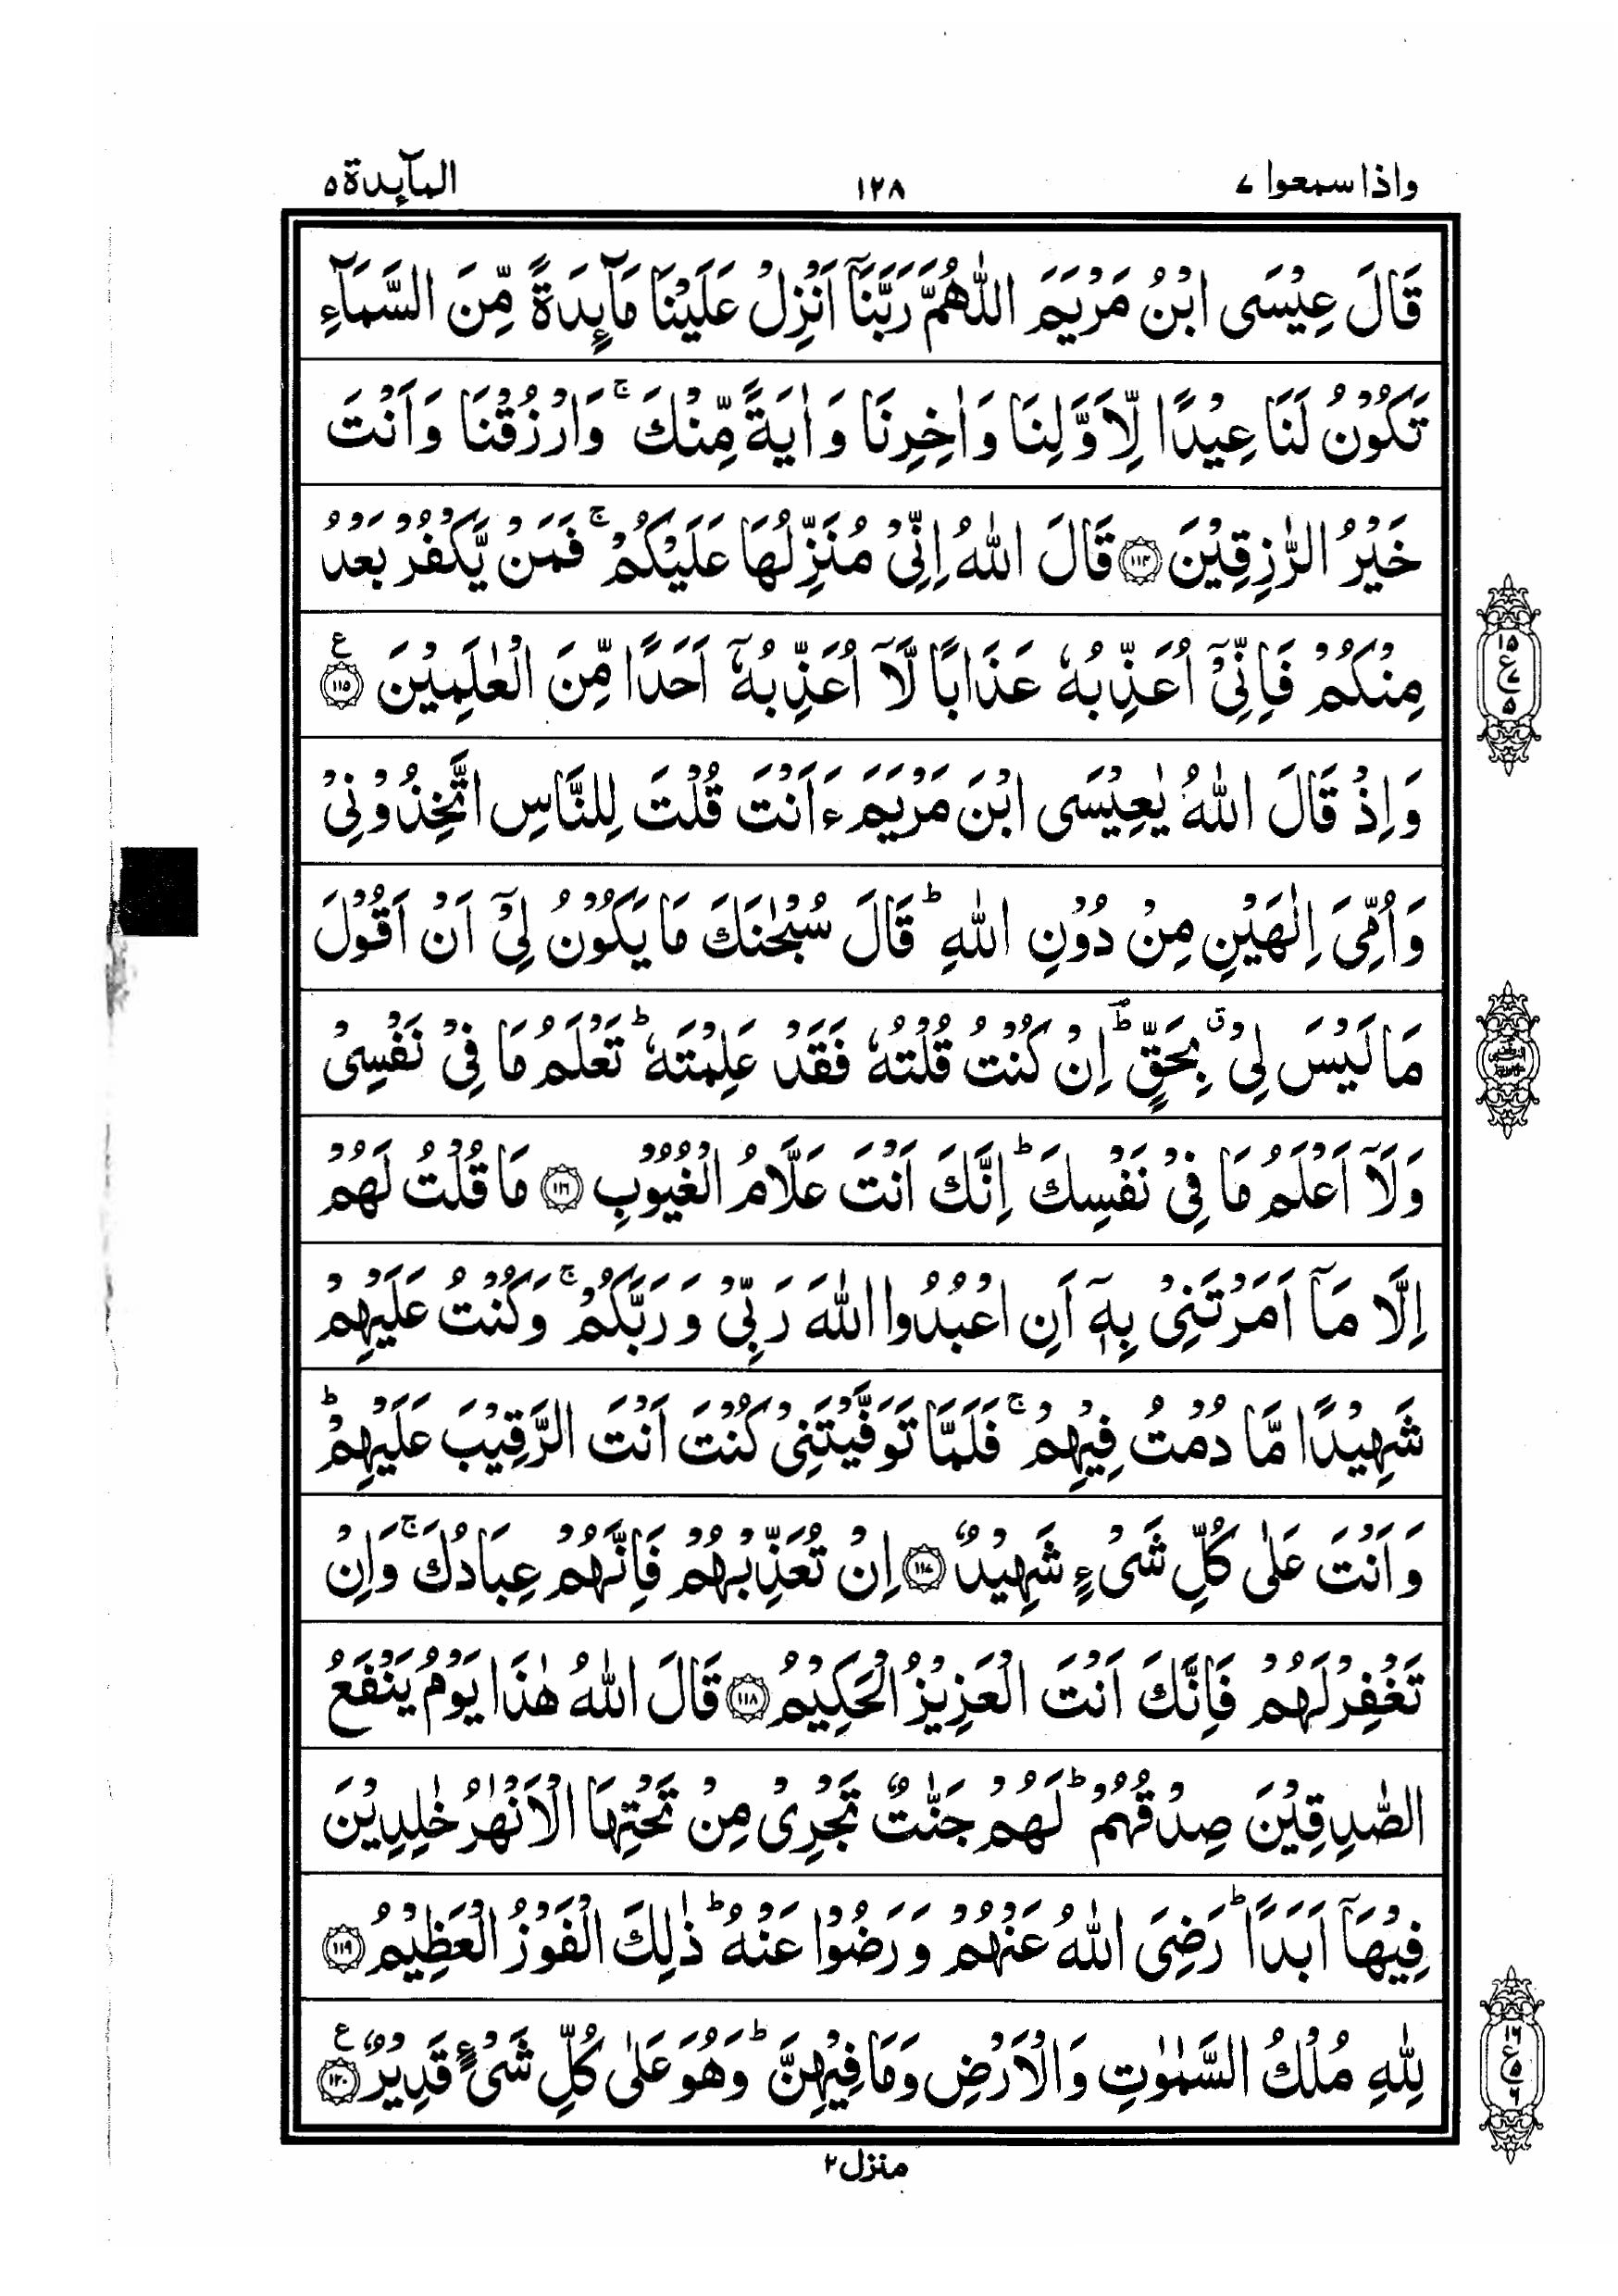 واذا سمعوا ٧
١٢٨
المآىِٕدة ٥
قَالَ عِيْسَى ابْنُ مَرْيَمَ اللّٰهُمَّ رَبَّنَاۤ اَنْزِلْ عَلَيْنَا مَآىِٕدَةً مِّنَ السَّمَآءِ
تَكُوْنُ لَنَا عِيْدًا لِّاَوَّلِنَا وَاٰخِرِنَا وَاٰيَةً مِّنْكَ ۚ وَارْزُقْنَا وَاَنْتَ
خَيْرُ الرّٰزِقِيْنَ ﴿١١٤﴾ قَالَ اللّٰهُ اِنِّيْ مُنَزِّلُهَا عَلَيْكُمْ ۚ فَمَنْ يَّكْفُرْ بَعْدُ
مِنْكُمْ فَاِنِّيْۤ اُعَذِّبُهٗ عَذَابًا لَّاۤ اُعَذِّبُهٗۤ اَحَدًا مِّنَ الْعٰلَمِيْنَ ﴿١١٥﴾ ع
وَاِذْ قَالَ اللّٰهُ يٰعِيْسَى ابْنَ مَرْيَمَ ءَاَنْتَ قُلْتَ لِلنَّاسِ اتَّخِذُوْنِيْ
وَاُمِّيَ اِلٰهَيْنِ مِنْ دُوْنِ اللّٰهِ ؕ قَالَ سُبْحٰنَكَ مَا يَكُوْنُ لِيْۤ اَنْ اَقُوْلَ
مَا لَيْسَ لِيْ ۗ بِحَقٍّ ؕ اِنْ كُنْتُ قُلْتُهٗ فَقَدْ عَلِمْتَهٗ ؕ تَعْلَمُ مَا فِيْ نَفْسِيْ
وَلَاۤ اَعْلَمُ مَا فِيْ نَفْسِكَ ؕ اِنَّكَ اَنْتَ عَلَّامُ الْغُيُوْبِ ﴿١١٦﴾ مَا قُلْتُ لَهُمْ
اِلَّا مَاۤ اَمَرْتَنِيْ بِهٖۤ اَنِ اعْبُدُوا اللّٰهَ رَبِّيْ وَرَبَّكُمْ ۚ وَكُنْتُ عَلَيْهِمْ
شَهِيْدًا مَّا دُمْتُ فِيْهِمْ ۚ فَلَمَّا تَوَفَّيْتَنِيْ كُنْتَ اَنْتَ الرَّقِيْبَ عَلَيْهِمْ ؕ
وَاَنْتَ عَلٰى كُلِّ شَيْءٍ شَهِيْدٌ ﴿١١٧﴾ اِنْ تُعَذِّبْهُمْ فَاِنَّهُمْ عِبَادُكَ ۚ وَاِنْ
تَغْفِرْ لَهُمْ فَاِنَّكَ اَنْتَ الْعَزِيْزُ الْحَكِيْمُ ﴿١١٨﴾ قَالَ اللّٰهُ هٰذَا يَوْمُ يَنْفَعُ
الصّٰدِقِيْنَ صِدْقُهُمْ ؕ لَهُمْ جَنّٰتٌ تَجْرِيْ مِنْ تَحْتِهَا الْاَنْهٰرُ خٰلِدِيْنَ
فِيْهَاۤ اَبَدًا ؕ رَضِيَ اللّٰهُ عَنْهُمْ وَرَضُوْا عَنْهُ ؕ ذٰلِكَ الْفَوْزُ الْعَظِيْمُ ﴿١١٩﴾
لِلّٰهِ مُلْكُ السَّمٰوٰتِ وَالْاَرْضِ وَمَا فِيْهِنَّ ؕ وَهُوَ عَلٰى كُلِّ شَيْءٍ قَدِيْرٌ ﴿١٢٠﴾ ع
١٥
ع ٧
٥
١٦
ع ٥
٦
منزل ٢